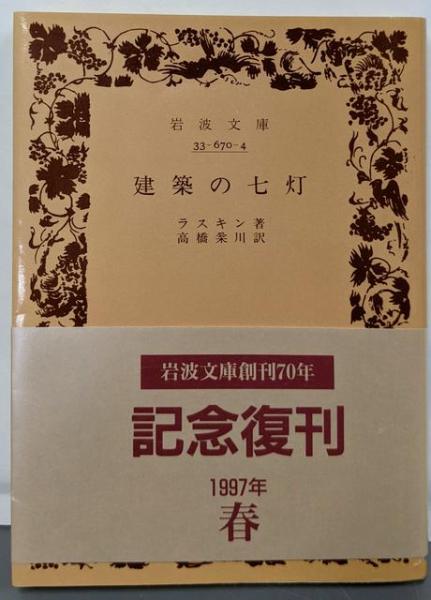 岩波文庫
33-670-4
建築の七灯
ラスキン著
高橋枀川訳
岩波文庫創刊70年
記念復刊
1997年
春